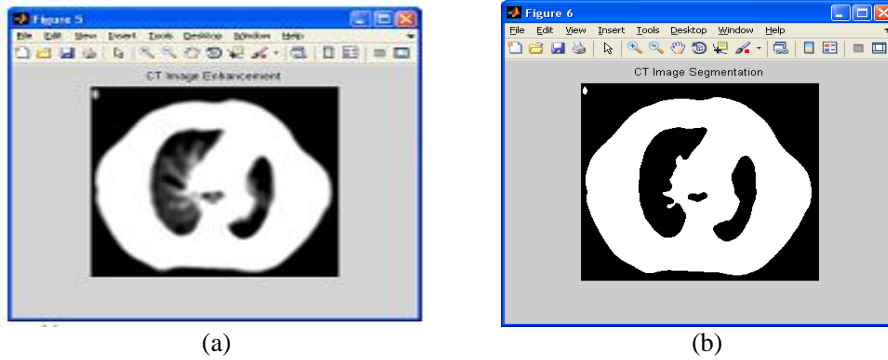 Figure 5
File Edit View Insert Tools Desktop Window Help
CT Image Enhancement
(a)
Figure 6
File Edit View Insert Tools Desktop Window Help
CT Image Segmentation
(b)